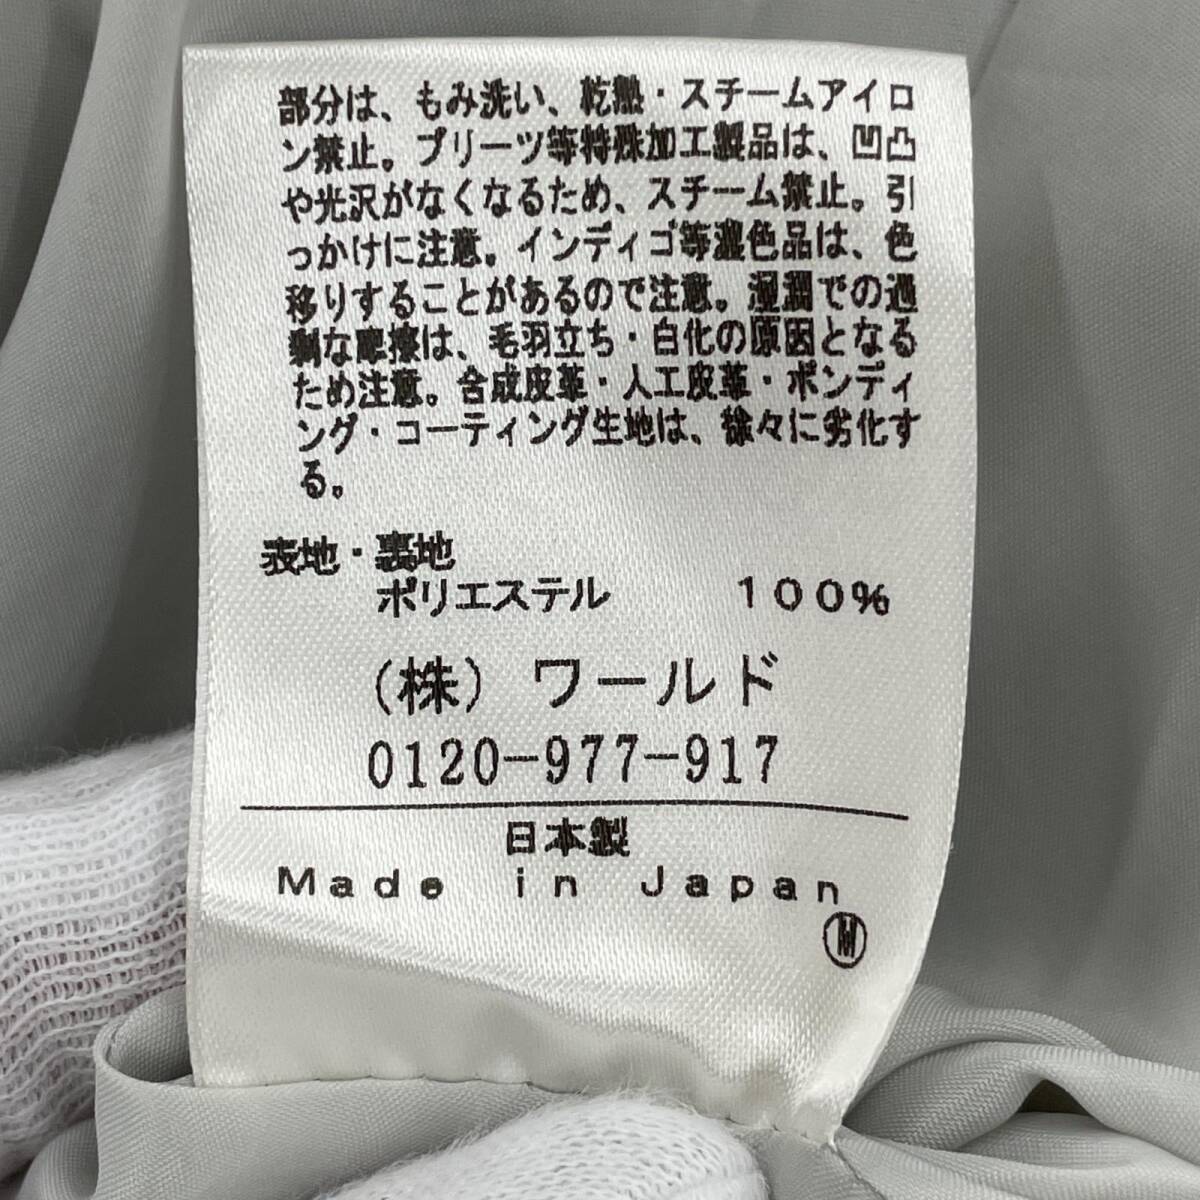 部分は、もみ洗い、乾熱・スチームアイロ
ン禁止。プリーツ等特殊加工製品は、凹凸
や光沢がなくなるため、スチーム禁止。引
っかけに注意。インディゴ等濃色品は、色
移りすることがあるので注意。湿潤での過
剰な摩擦は、毛羽立ち・白化の原因となる
ため注意。合成皮革・人工皮革・ボンディ
ング・コーティング生地は、徐々に劣化す
る。
表地・裏地
ポリエステル 100%
(株) ワールド
0120-977-917
日本製
Made in Japan